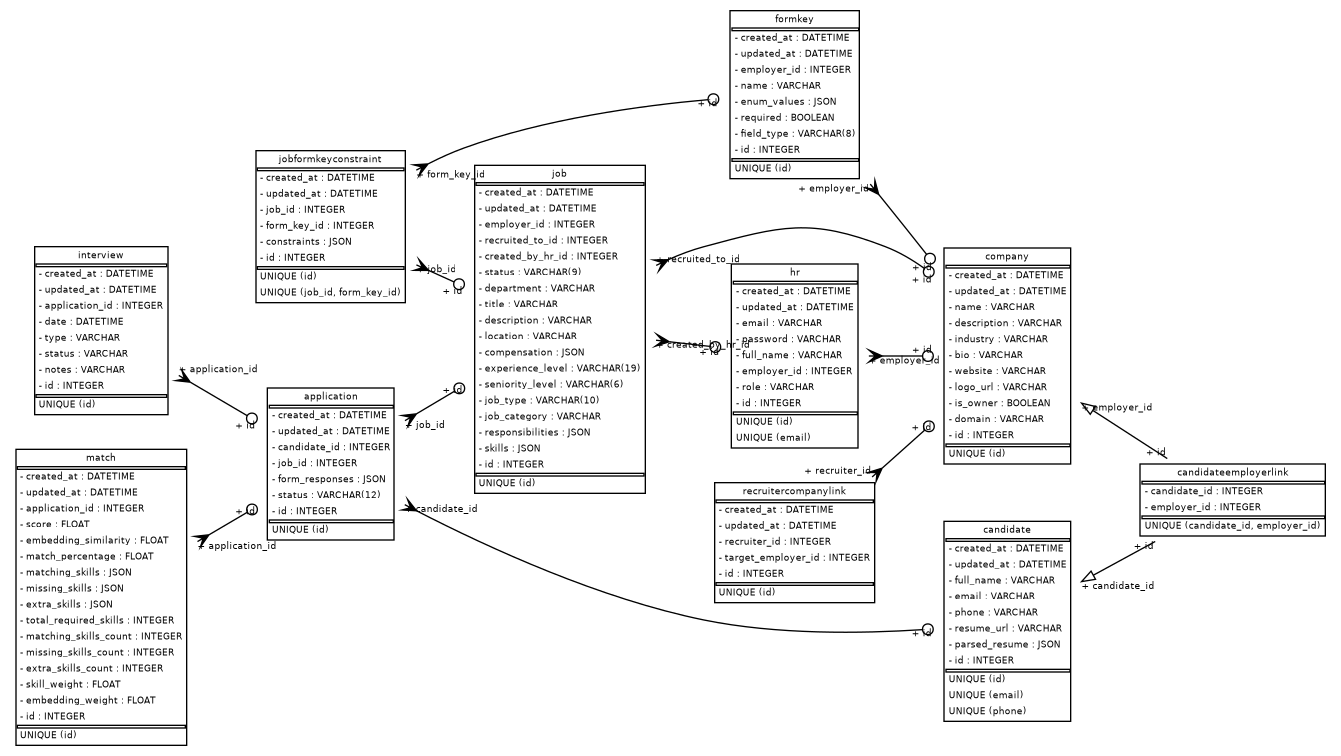 formkey
- created_at : DATETIME
- updated_at : DATETIME
- employer_id : INTEGER
- name : VARCHAR
- enum_values : JSON
- required : BOOLEAN
- field_type : VARCHAR(8)
- id : INTEGER
UNIQUE (id)
+ id
+ form_key_id
+ employer_id
jobformkeyconstraint
- created_at : DATETIME
- updated_at : DATETIME
- job_id : INTEGER
- form_key_id : INTEGER
- constraints : JSON
- id : INTEGER
UNIQUE (id)
UNIQUE (job_id, form_key_id)
+ job_id
+ id
job
- created_at : DATETIME
- updated_at : DATETIME
- employer_id : INTEGER
- recruited_to_id : INTEGER
- created_by_hr_id : INTEGER
- status : VARCHAR(9)
- department : VARCHAR
- title : VARCHAR
- description : VARCHAR
- location : VARCHAR
- compensation : JSON
- experience_level : VARCHAR(19)
- seniority_level : VARCHAR(6)
- job_type : VARCHAR(10)
- job_category : VARCHAR
- responsibilities : JSON
- skills : JSON
- id : INTEGER
UNIQUE (id)
+ recruited_to_id
+ id
+ id
+ created_by_hr_id
+ id
hr
- created_at : DATETIME
- updated_at : DATETIME
- email : VARCHAR
- password : VARCHAR
- full_name : VARCHAR
- employer_id : INTEGER
- role : VARCHAR
- id : INTEGER
UNIQUE (id)
UNIQUE (email)
+ id
+ employer_id
company
- created_at : DATETIME
- updated_at : DATETIME
- name : VARCHAR
- description : VARCHAR
- industry : VARCHAR
- bio : VARCHAR
- website : VARCHAR
- logo_url : VARCHAR
- is_owner : BOOLEAN
- domain : VARCHAR
- id : INTEGER
UNIQUE (id)
+ employer_id
+ id
interview
- created_at : DATETIME
- updated_at : DATETIME
- application_id : INTEGER
- date : DATETIME
- type : VARCHAR
- status : VARCHAR
- notes : VARCHAR
- id : INTEGER
UNIQUE (id)
+ application_id
+ id
application
- created_at : DATETIME
- updated_at : DATETIME
- candidate_id : INTEGER
- job_id : INTEGER
- form_responses : JSON
- status : VARCHAR(12)
- id : INTEGER
UNIQUE (id)
+ id
+ job_id
+ candidate_id
match
- created_at : DATETIME
- updated_at : DATETIME
- application_id : INTEGER
- score : FLOAT
- embedding_similarity : FLOAT
- match_percentage : FLOAT
- matching_skills : JSON
- missing_skills : JSON
- extra_skills : JSON
- total_required_skills : INTEGER
- matching_skills_count : INTEGER
- missing_skills_count : INTEGER
- extra_skills_count : INTEGER
- skill_weight : FLOAT
- embedding_weight : FLOAT
- id : INTEGER
UNIQUE (id)
+ id
+ application_id
+ id
+ recruiter_id
recruitercompanylink
- created_at : DATETIME
- updated_at : DATETIME
- recruiter_id : INTEGER
- target_employer_id : INTEGER
- id : INTEGER
UNIQUE (id)
candidateemployerlink
- candidate_id : INTEGER
- employer_id : INTEGER
UNIQUE (candidate_id, employer_id)
+ id
+ candidate_id
candidate
- created_at : DATETIME
- updated_at : DATETIME
- full_name : VARCHAR
- email : VARCHAR
- phone : VARCHAR
- resume_url : VARCHAR
- parsed_resume : JSON
- id : INTEGER
UNIQUE (id)
UNIQUE (email)
UNIQUE (phone)
+ id